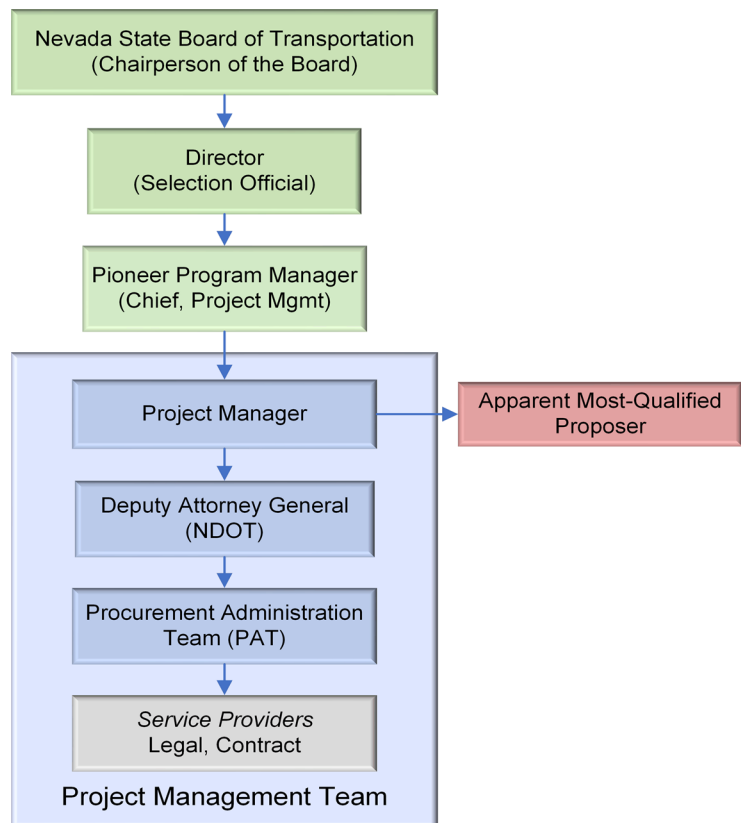 Nevada State Board of Transportation
(Chairperson of the Board)
Director
(Selection Official)
Pioneer Program Manager
(Chief, Project Mgmt)
Project Manager
Apparent Most-Qualified
Proposer
Deputy Attorney General
(NDOT)
Procurement Administration
Team (PAT)
Service Providers
Legal, Contract
Project Management Team